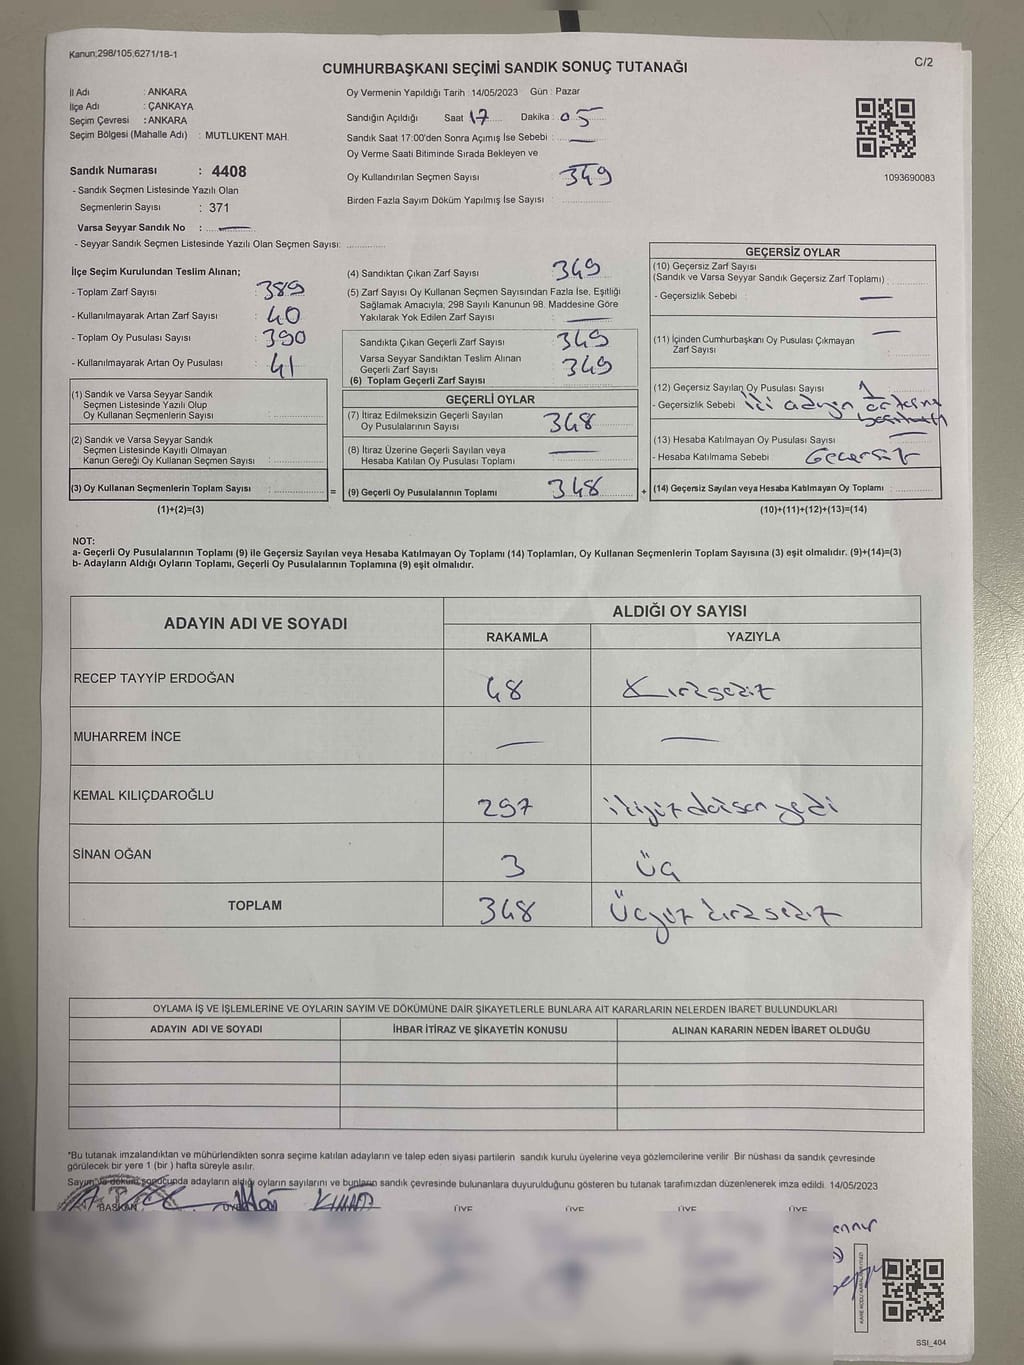 Kanun;298/105,6271/18-1
C/2
CUMHURBAŞKANI SEÇİMİ SANDIK SONUÇ TUTANAĞI
İl Adı : ANKARA
İlçe Adı : ÇANKAYA
Seçim Çevresi : ANKARA
Seçim Bölgesi (Mahalle Adı) : MUTLUKENT MAH.
Sandık Numarası : 4408
- Sandık Seçmen Listesinde Yazılı Olan
Seçmenlerin Sayısı : 371
Varsa Seyyar Sandık No : —
- Seyyar Sandık Seçmen Listesinde Yazılı Olan Seçmen Sayısı: ............
Oy Vermenin Yapıldığı Tarih :14/05/2023 Gün : Pazar
Sandığın Açıldığı Saat 17 Dakika : 05
Sandık Saat 17:00'den Sonra Açımış İse Sebebi : —
Oy Verme Saati Bitiminde Sırada Bekleyen ve
Oy Kullandırılan Seçmen Sayısı : 349
Birden Fazla Sayım Döküm Yapılmış İse Sayısı : ............
1093690083
İlçe Seçim Kurulundan Teslim Alınan;
- Toplam Zarf Sayısı : 389
- Kullanılmayarak Artan Zarf Sayısı : 40
- Toplam Oy Pusulası Sayısı : 390
- Kullanılmayarak Artan Oy Pusulası : 41
(1) Sandık ve Varsa Seyyar Sandık
Seçmen Listesinde Yazılı Olup
Oy Kullanan Seçmenlerin Sayısı : ............
(2) Sandık ve Varsa Seyyar Sandık
Seçmen Listesinde Kayıtlı Olmayan
Kanun Gereği Oy Kullanan Seçmen Sayısı : ............
(3) Oy Kullanan Seçmenlerin Toplam Sayısı : ............
(1)+(2)=(3)
=
(4) Sandıktan Çıkan Zarf Sayısı 349
(5) Zarf Sayısı Oy Kullanan Seçmen Sayısından Fazla İse, Eşitliği
Sağlamak Amacıyla, 298 Sayılı Kanunun 98. Maddesine Göre
Yakılarak Yok Edilen Zarf Sayısı : —
Sandıkta Çıkan Geçerli Zarf Sayısı : 349
Varsa Seyyar Sandıktan Teslim Alınan
Geçerli Zarf Sayısı : 349
(6) Toplam Geçerli Zarf Sayısı
GEÇERLİ OYLAR
(7) İtiraz Edilmeksizin Geçerli Sayılan
Oy Pusulalarının Sayısı : 348
(8) İtiraz Üzerine Geçerli Sayılan veya
Hesaba Katılan Oy Pusulası Toplamı : —
(9) Geçerli Oy Pusulalarının Toplamı : 348
+
GEÇERSİZ OYLAR
(10) Geçersiz Zarf Sayısı
(Sandık ve Varsa Seyyar Sandık Geçersiz Zarf Toplamı) :
- Geçersizlik Sebebi : —
(11) İçinden Cumhurbaşkanı Oy Pusulası Çıkmayan —
Zarf Sayısı : ............
(12) Geçersiz Sayılan Oy Pusulası Sayısı : 1
- Geçersizlik Sebebi : iki adayın
(13) Hesaba Katılmayan Oy Pusulası Sayısı : —
- Hesaba Katılmama Sebebi : Geçersiz
(14) Geçersiz Sayılan veya Hesaba Katılmayan Oy Toplamı : ............
(10)+(11)+(12)+(13)=(14)
NOT:
a- Geçerli Oy Pusulalarının Toplamı (9) ile Geçersiz Sayılan veya Hesaba Katılmayan Oy Toplamı (14) Toplamları, Oy Kullanan Seçmenlerin Toplam Sayısına (3) eşit olmalıdır. (9)+(14)=(3)
b- Adayların Aldığı Oyların Toplamı, Geçerli Oy Pusulalarının Toplamına (9) eşit olmalıdır.
ADAYIN ADI VE SOYADI
ALDIĞI OY SAYISI
RAKAMLA YAZIYLA
RECEP TAYYİP ERDOĞAN 48 Kırksekiz
MUHARREM İNCE — —
KEMAL KILIÇDAROĞLU 297 ikiyüz doksan yedi
SİNAN OĞAN 3 Üç
TOPLAM 348 Üçyüz kırk sekiz
OYLAMA İŞ VE İŞLEMLERİNE VE OYLARIN SAYIM VE DÖKÜMÜNE DAİR ŞİKAYETLERLE BUNLARA AİT KARARLARIN NELERDEN İBARET BULUNDUKLARI
ADAYIN ADI VE SOYADI İHBAR İTİRAZ VE ŞİKAYETİN KONUSU ALINAN KARARIN NEDEN İBARET OLDUĞU
*Bu tutanak imzalandıktan ve mühürlendikten sonra seçime katılan adayların ve talep eden siyasi partilerin sandık kurulu üyelerine veya gözlemcilerine verilir. Bir nüshası da sandık çevresinde
görülecek bir yere 1 (bir ) hafta süreyle asılır.
Sayım ve döküm sonucunda adayların aldığı oyların sayılarını ve bunların sandık çevresinde bulunanlara duyurulduğunu gösteren bu tutanak tarafımızdan düzenlenerek imza edildi. 14/05/2023
BAŞKAN ÜYE ÜYE ÜYE ÜYE ÜYE
SSI_404